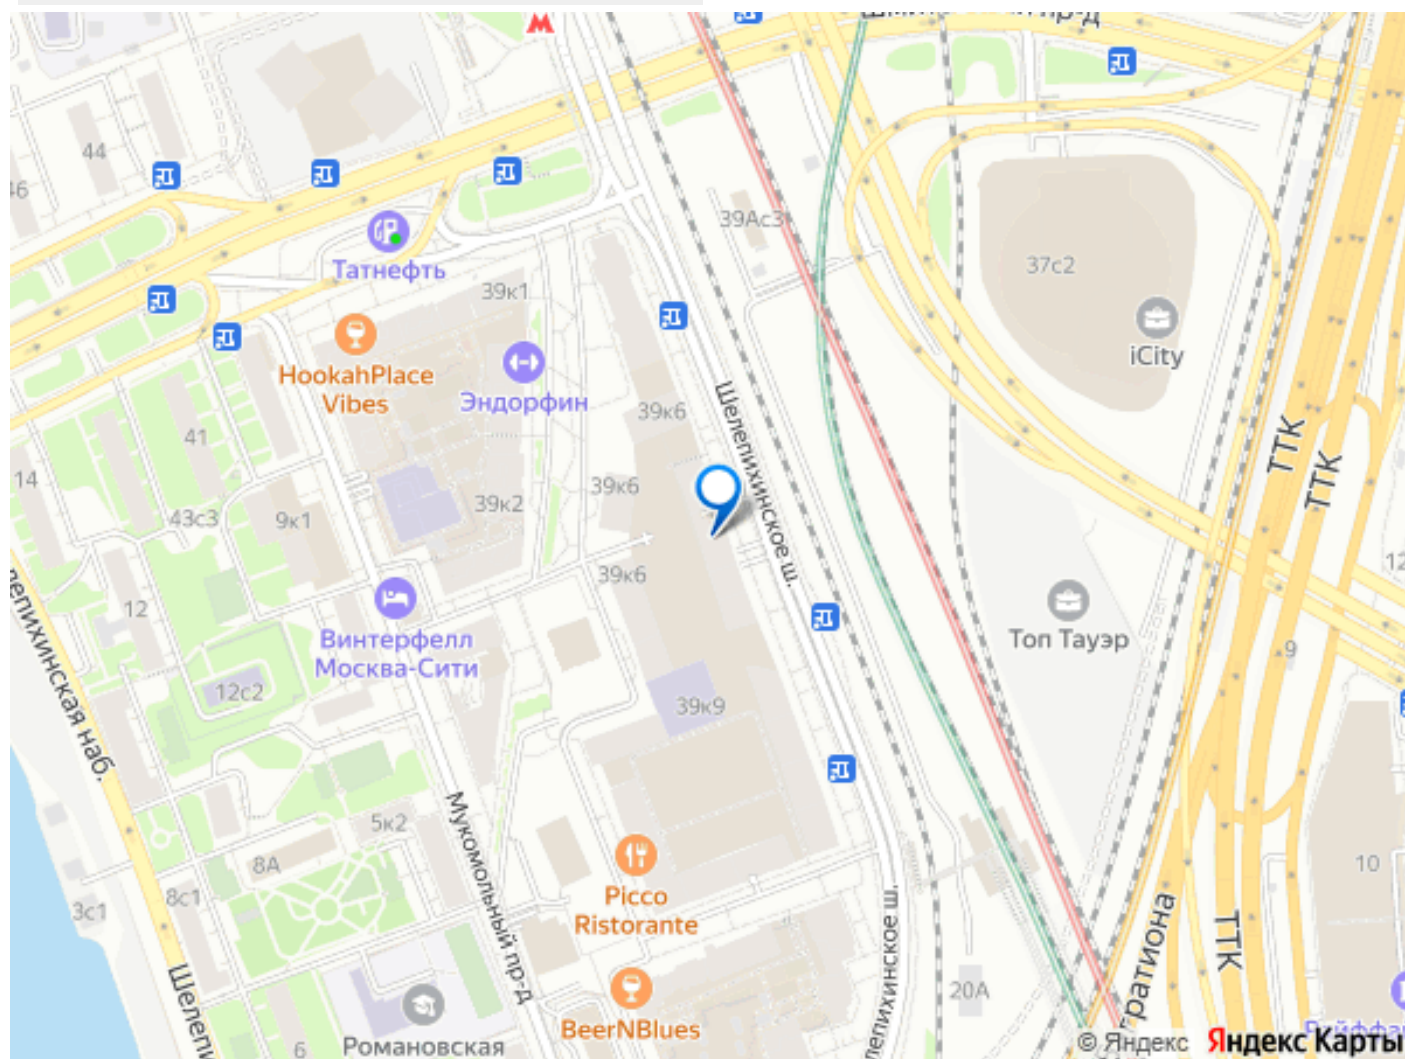 44
46
39Ас3
37с2
Татнефть
39к1
iCity
HookahPlace
Vibes
Эндорфин
39к6
Шелепихинское ш.
ТТК
ТТК
41
14
43с3
9к1
39к2
39к6
39к6
12
Винтерфелл
Москва-Сити
Топ Тауэр
9
12с2
39к9
Мукомольный пр-д
5к2
8А
8с1
3с1
Picco
Ristorante
10
ТТК
20А
BeerNBlues
Романовская
6
© Яндекс
Яндекс Карты